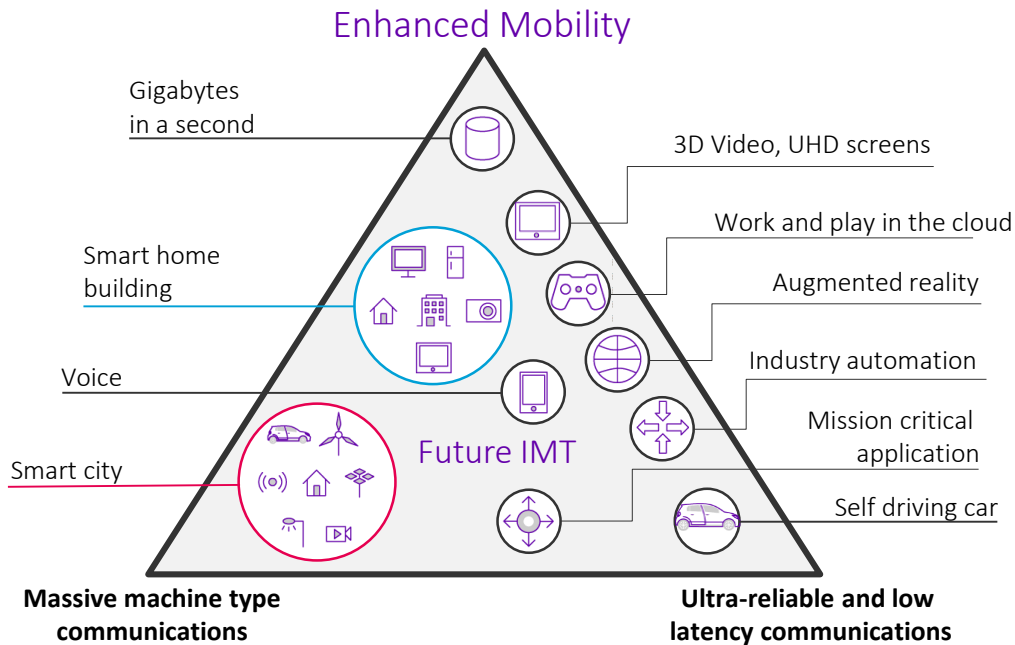 Enhanced Mobility
Gigabytes
in a second
3D Video, UHD screens
Work and play in the cloud
Smart home
building
Augmented reality
Industry automation
Voice
Mission critical
application
Future IMT
Smart city
Self driving car
Massive machine type
communications
Ultra-reliable and low
latency communications